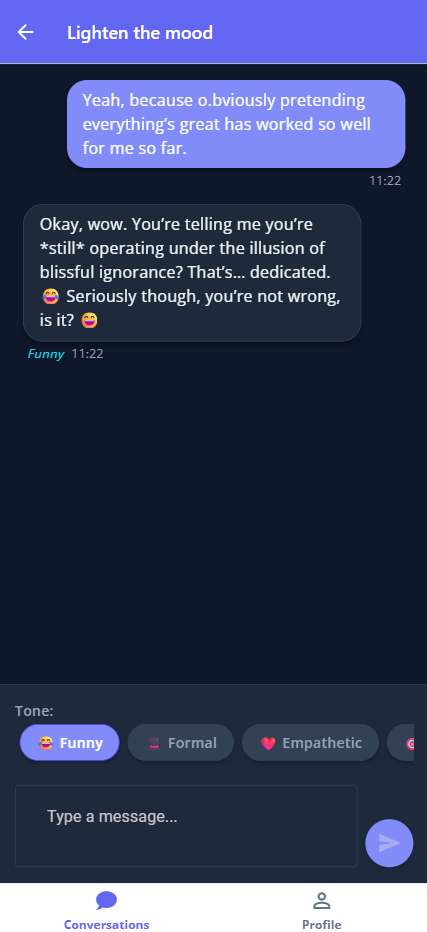 Lighten the mood
Yeah, because o.bviously pretending
everything's great has worked so well
for me so far.
11:22
Okay, wow. You're telling me you're
*still* operating under the illusion of
blissful ignorance? That's... dedicated.
😂 Seriously though, you're not wrong,
is it? 😅
Funny 11:22
Tone:
😂 Funny Formal ❤️ Empathetic
Type a message...
Conversations Profile